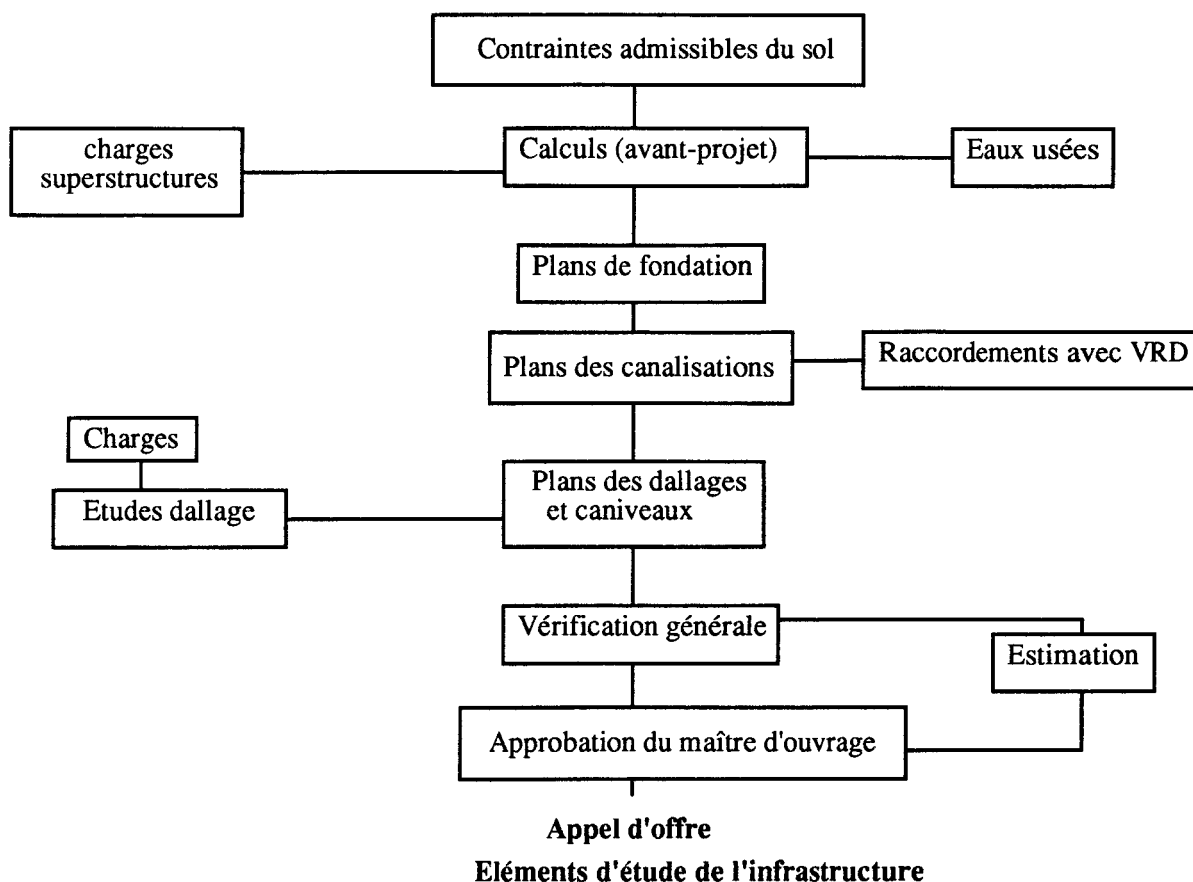 Contraintes admissibles du sol
charges
superstructures
Calculs (avant-projet)
Eaux usées
Plans de fondation
Plans des canalisations
Raccordements avec VRD
Charges
Etudes dallage
Plans des dallages
et caniveaux
Vérification générale
Estimation
Approbation du maître d'ouvrage
Appel d'offre
Eléments d'étude de l'infrastructure